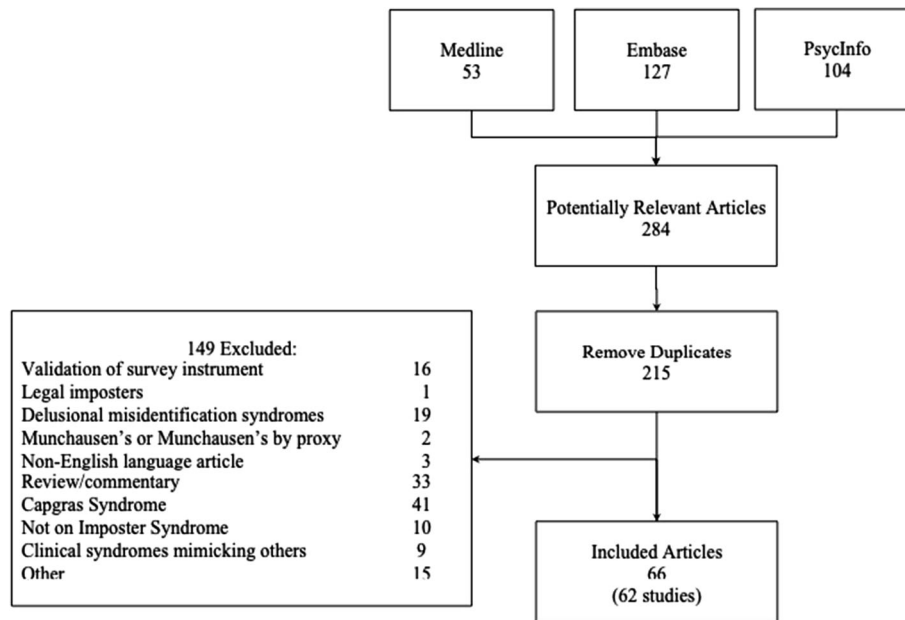 Medline
53
Embase
127
PsycInfo
104
Potentially Relevant Articles
284
Remove Duplicates
215
149 Excluded:
Validation of survey instrument 16
Legal imposters 1
Delusional misidentification syndromes 19
Munchausen's or Munchausen's by proxy 2
Non-English language article 3
Review/commentary 33
Capgras Syndrome 41
Not on Imposter Syndrome 10
Clinical syndromes mimicking others 9
Other 15
Included Articles
66
(62 studies)